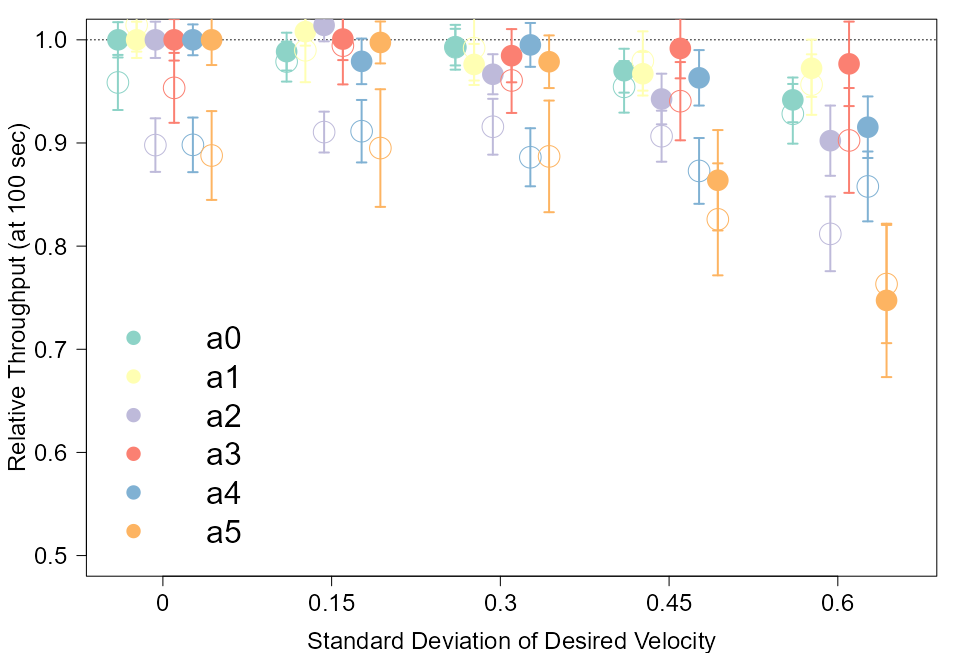 Relative Throughput (at 100 sec)
1.0
0.9
0.8
0.7
0.6
0.5
a0
a1
a2
a3
a4
a5
0 0.15 0.3 0.45 0.6
Standard Deviation of Desired Velocity